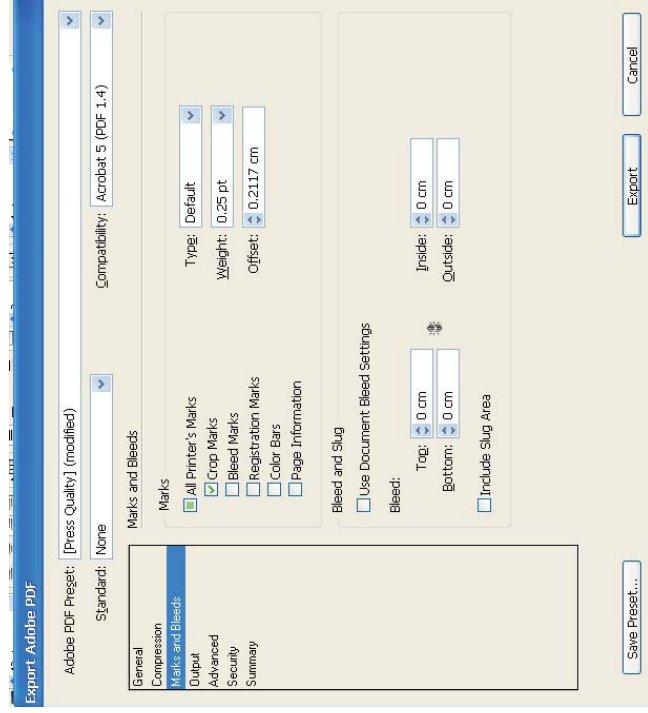 Export Adobe PDF
Adobe PDF Preset: [Press Quality] (modified)
Standard: None
Compatibility: Acrobat 5 (PDF 1.4)
General
Compression
Marks and Bleeds
Output
Advanced
Security
Summary
Marks and Bleeds
Marks
All Printer's Marks
Crop Marks
Bleed Marks
Registration Marks
Color Bars
Page Information
Type: Default
Weight: 0.25 pt
Offset: 0.2117 cm
Bleed and Slug
Use Document Bleed Settings
Bleed:
Top: 0 cm
Bottom: 0 cm
Inside: 0 cm
Outside: 0 cm
Include Slug Area
Save Preset...
Export
Cancel